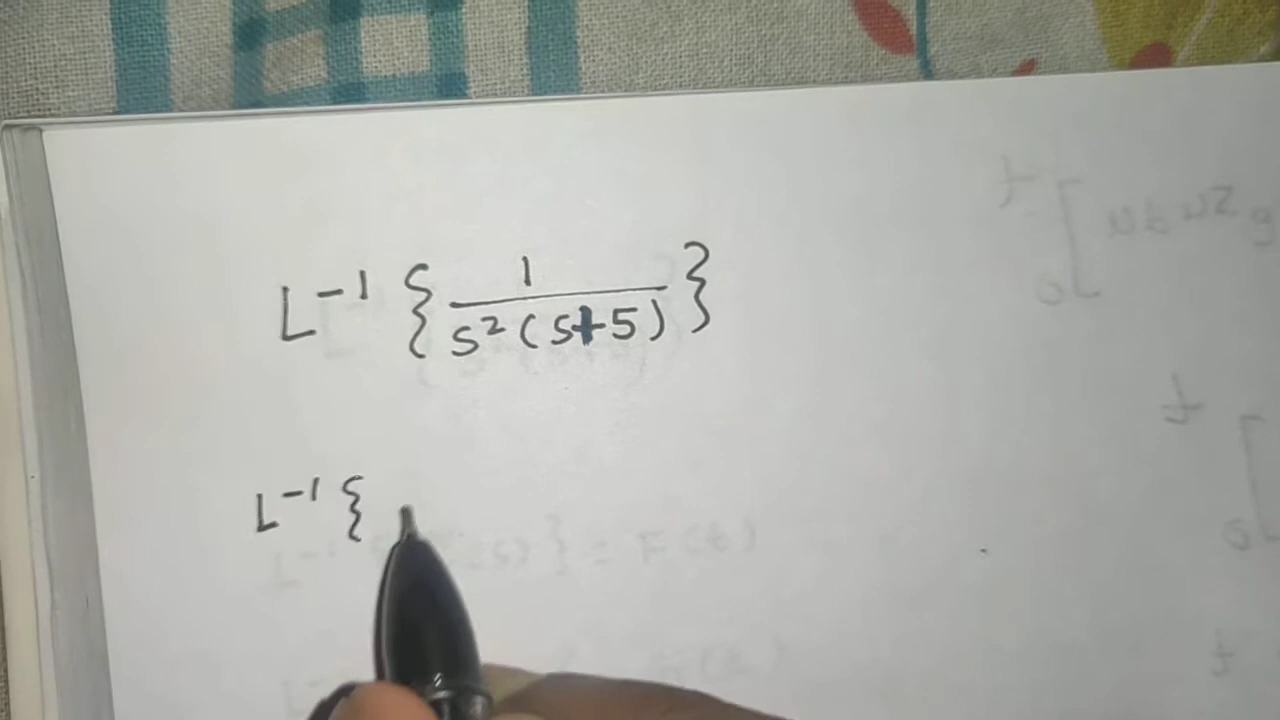 L⁻¹ { 1 / s²(s+5) }
L⁻¹ {